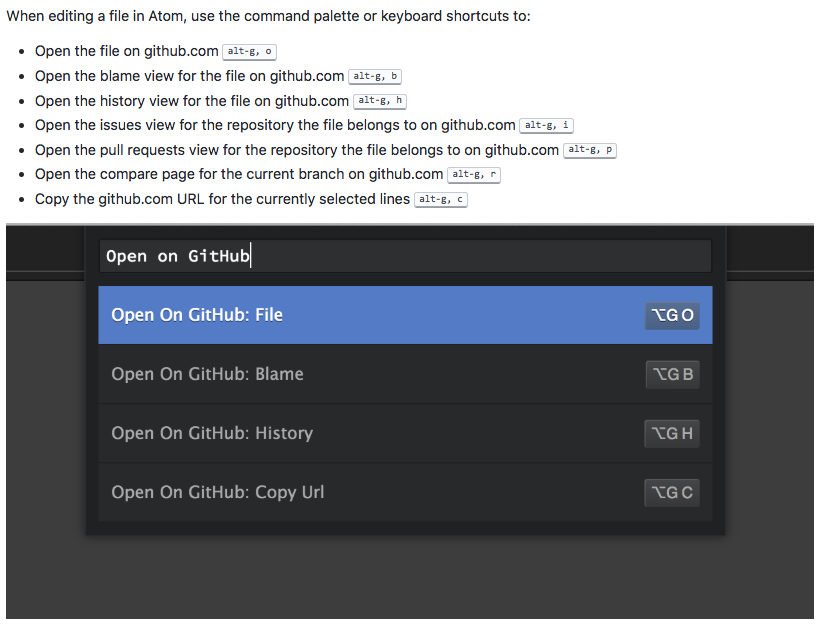 When editing a file in Atom, use the command palette or keyboard shortcuts to:
Open the file on github.com alt-g, o
Open the blame view for the file on github.com alt-g, b
Open the history view for the file on github.com alt-g, h
Open the issues view for the repository the file belongs to on github.com alt-g, i
Open the pull requests view for the repository the file belongs to on github.com alt-g, p
Open the compare page for the current branch on github.com alt-g, r
Copy the github.com URL for the currently selected lines alt-g, c
Open on GitHub
Open On GitHub: File ⌥G O
Open On GitHub: Blame ⌥G B
Open On GitHub: History ⌥G H
Open On GitHub: Copy Url ⌥G C